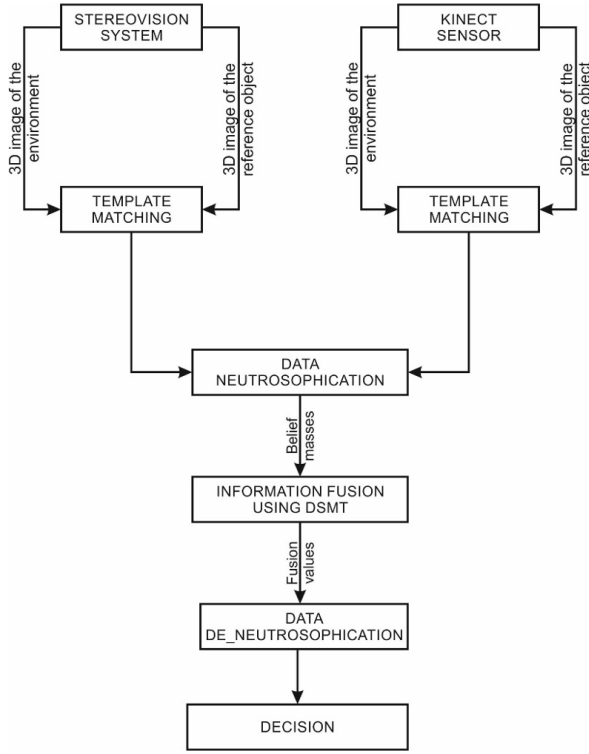 STEREOVISION
SYSTEM
KINECT
SENSOR
3D image of the
environment
3D image of the
reference object
3D image of the
environment
3D image of the
reference object
TEMPLATE
MATCHING
TEMPLATE
MATCHING
DATA
NEUTROSOPHICATION
Belief
masses
INFORMATION FUSION
USING DSMT
Fusion
values
DATA
DE_NEUTROSOPHICATION
DECISION